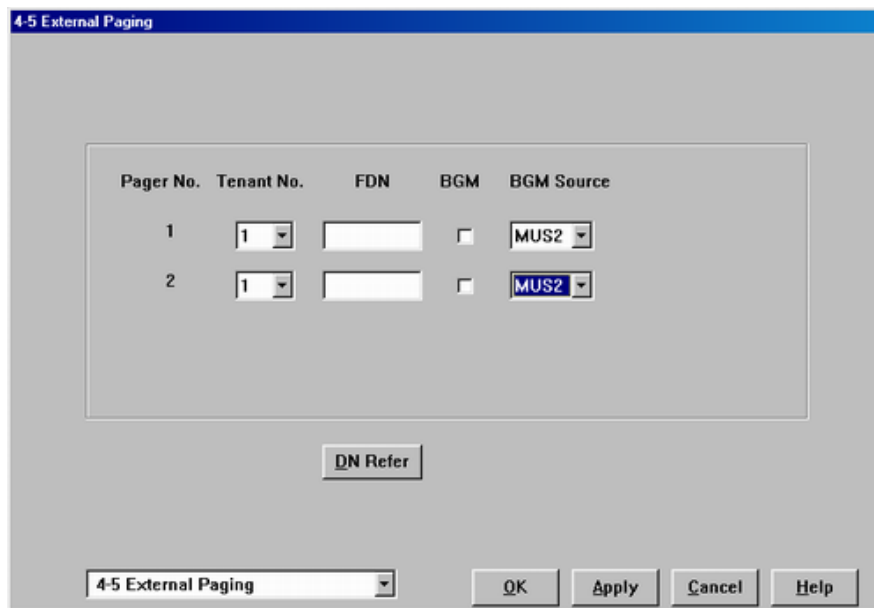 4-5 External Paging
Pager No. Tenant No. FDN BGM BGM Source
1 1 MUS2
2 1 MUS2
DN Refer
4-5 External Paging OK Apply Cancel Help